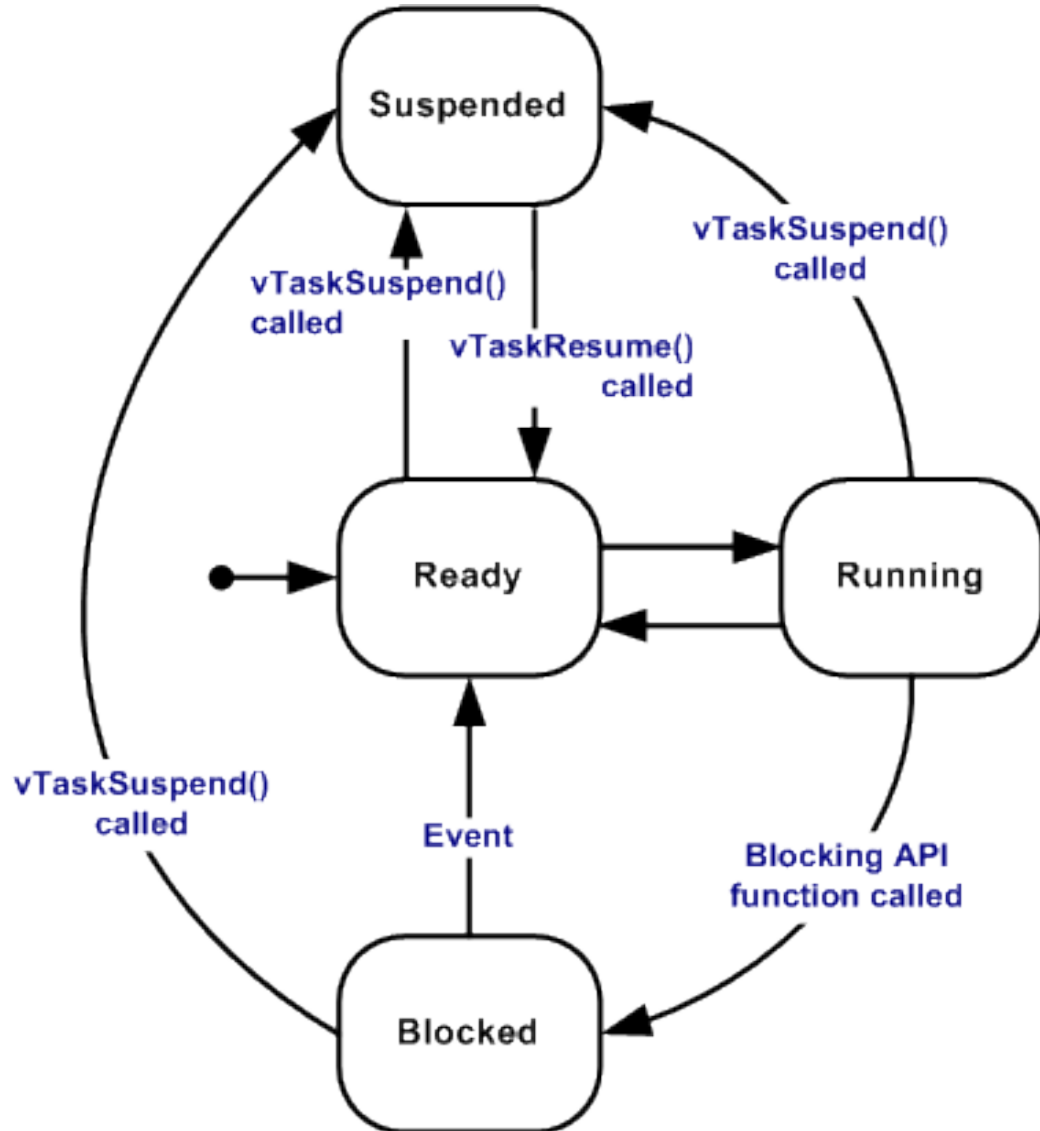 Suspended
vTaskSuspend()
called
vTaskSuspend()
called
vTaskResume()
called
Ready
Running
vTaskSuspend()
called
Event
Blocking API
function called
Blocked